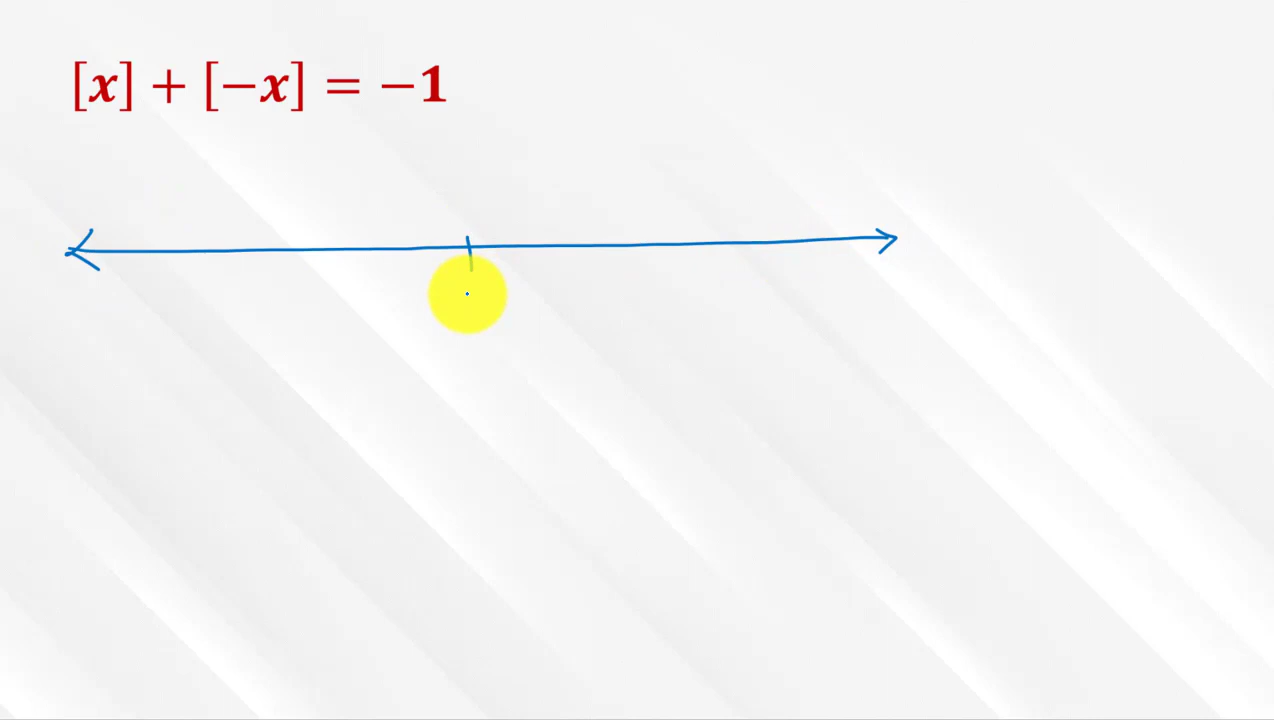 [x] + [−x] = −1